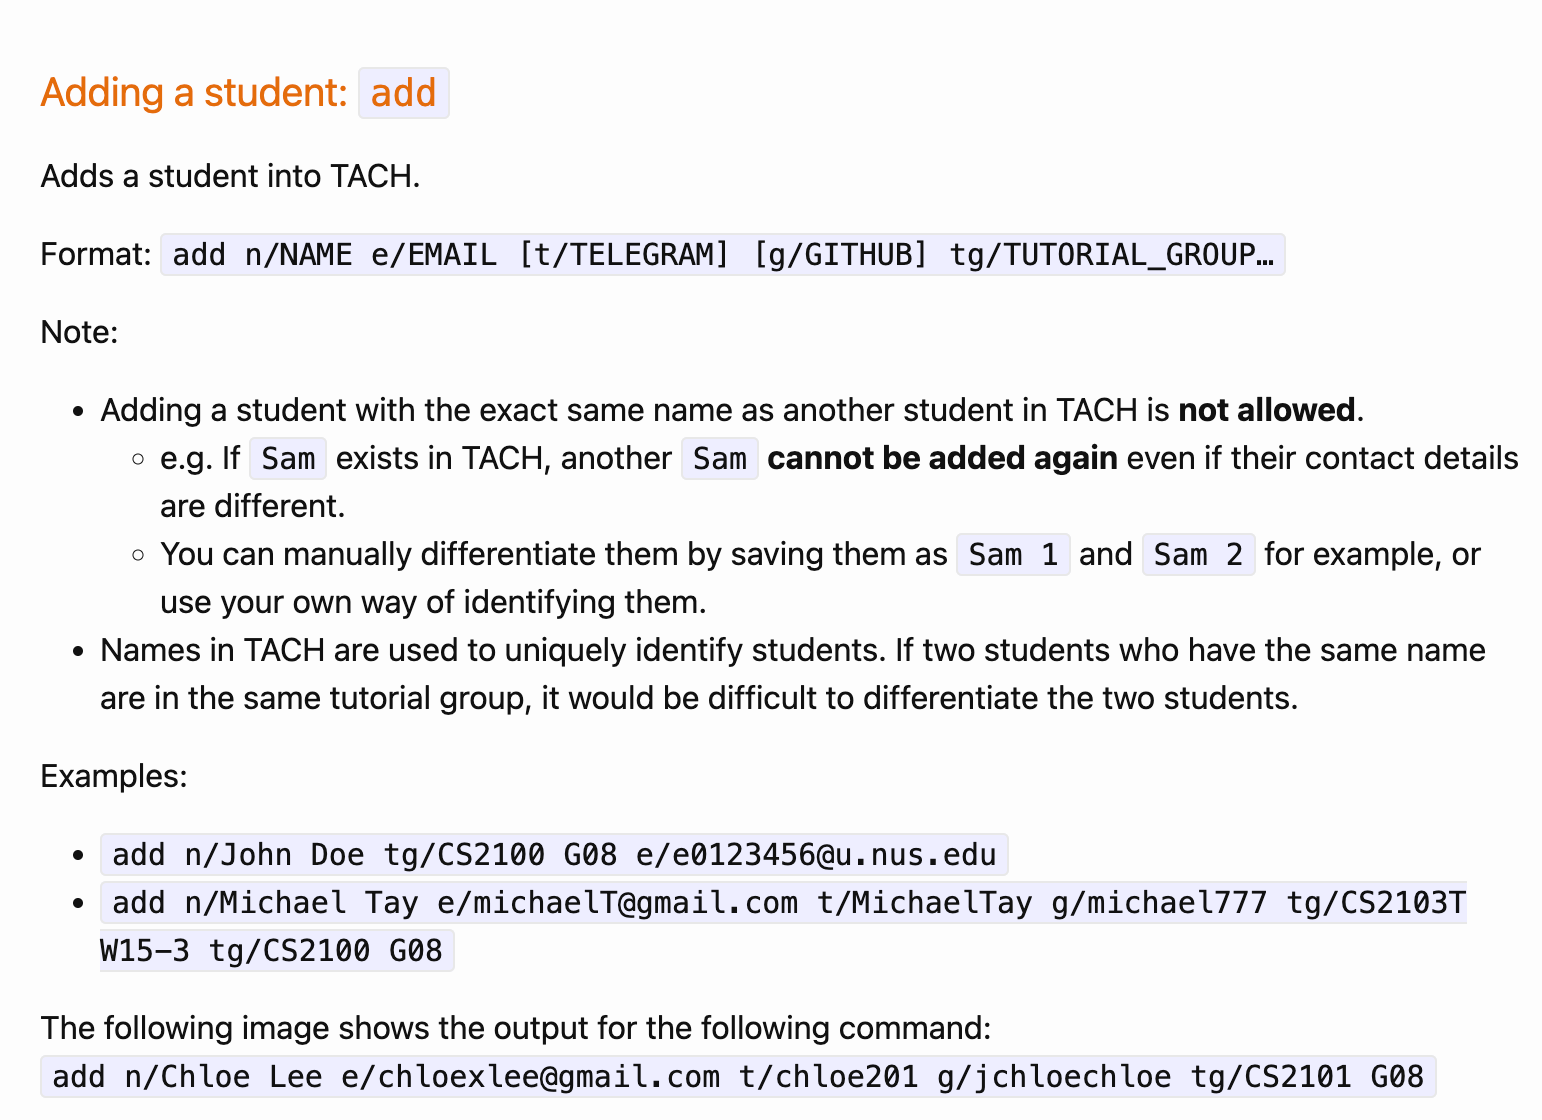 Adding a student: add
Adds a student into TACH.
Format: add n/NAME e/EMAIL [t/TELEGRAM] [g/GITHUB] tg/TUTORIAL_GROUP…
Note:
• Adding a student with the exact same name as another student in TACH is not allowed.
◦ e.g. If Sam exists in TACH, another Sam cannot be added again even if their contact details
are different.
◦ You can manually differentiate them by saving them as Sam 1 and Sam 2 for example, or
use your own way of identifying them.
• Names in TACH are used to uniquely identify students. If two students who have the same name
are in the same tutorial group, it would be difficult to differentiate the two students.
Examples:
• add n/John Doe tg/CS2100 G08 e/e0123456@u.nus.edu
• add n/Michael Tay e/michaelT@gmail.com t/MichaelTay g/michael777 tg/CS2103T
W15-3 tg/CS2100 G08
The following image shows the output for the following command:
add n/Chloe Lee e/chloexlee@gmail.com t/chloe201 g/jchloechloe tg/CS2101 G08